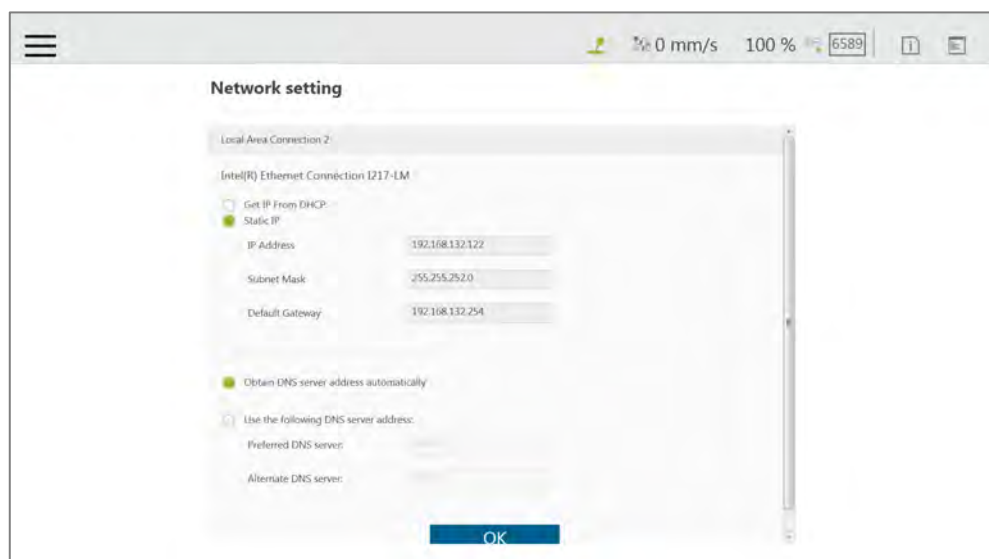 0 mm/s 100 % 6589
Network setting
Local Area Connection 2
Intel(R) Ethernet Connection I217-LM
Get IP From DHCP
Static IP
IP Address 192.168.132.122
Subnet Mask 255.255.252.0
Default Gateway 192.168.132.254
Obtain DNS server address automatically
Use the following DNS server address:
Preferred DNS server:
Alternate DNS server:
OK